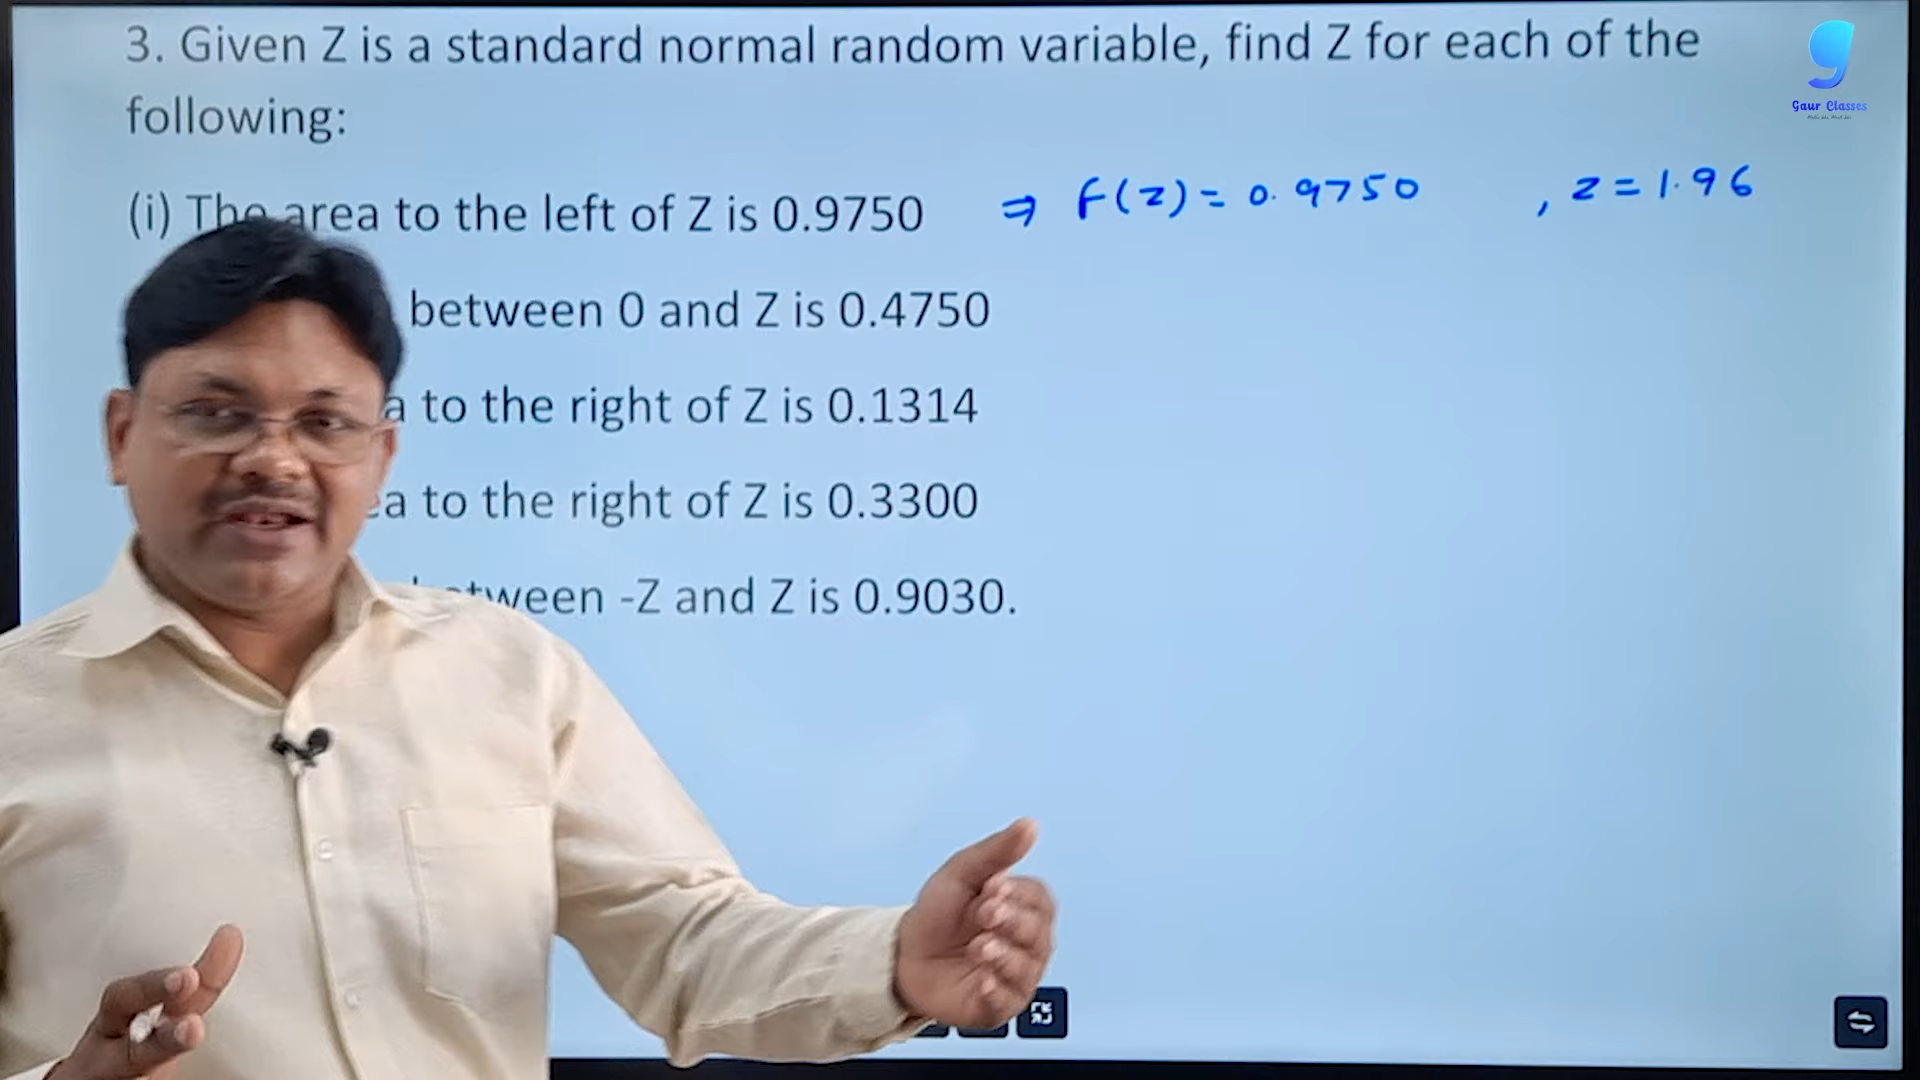 3. Given Z is a standard normal random variable, find Z for each of the
following:
(i) The area to the left of Z is 0.9750 ⇒ F(z) = 0.9750 , z = 1.96
between 0 and Z is 0.4750
a to the right of Z is 0.1314
a to the right of Z is 0.3300
between -Z and Z is 0.9030.
Gaur Classes